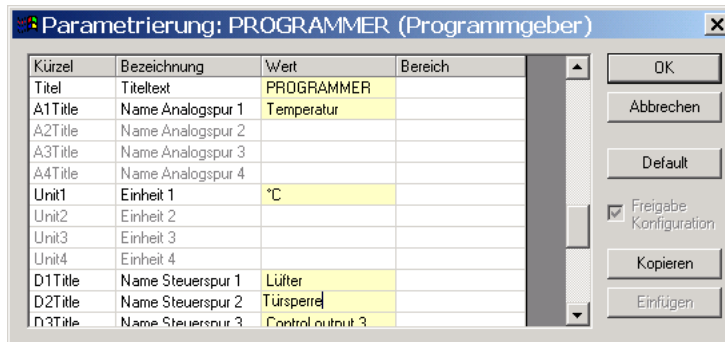 Parametrierung: PROGRAMMER (Programmgeber)
Kürzel Bezeichnung Wert Bereich
Titel Titeltext PROGRAMMER
A1Title Name Analogspur 1 Temperatur
A2Title Name Analogspur 2
A3Title Name Analogspur 3
A4Title Name Analogspur 4
Unit1 Einheit 1 °C
Unit2 Einheit 2
Unit3 Einheit 3
Unit4 Einheit 4
D1Title Name Steuerspur 1 Lüfter
D2Title Name Steuerspur 2 Türsperre
D3Title Name Steuerspur 3 Control output 3
OK
Abbrechen
Default
Freigabe
Konfiguration
Kopieren
Einfügen